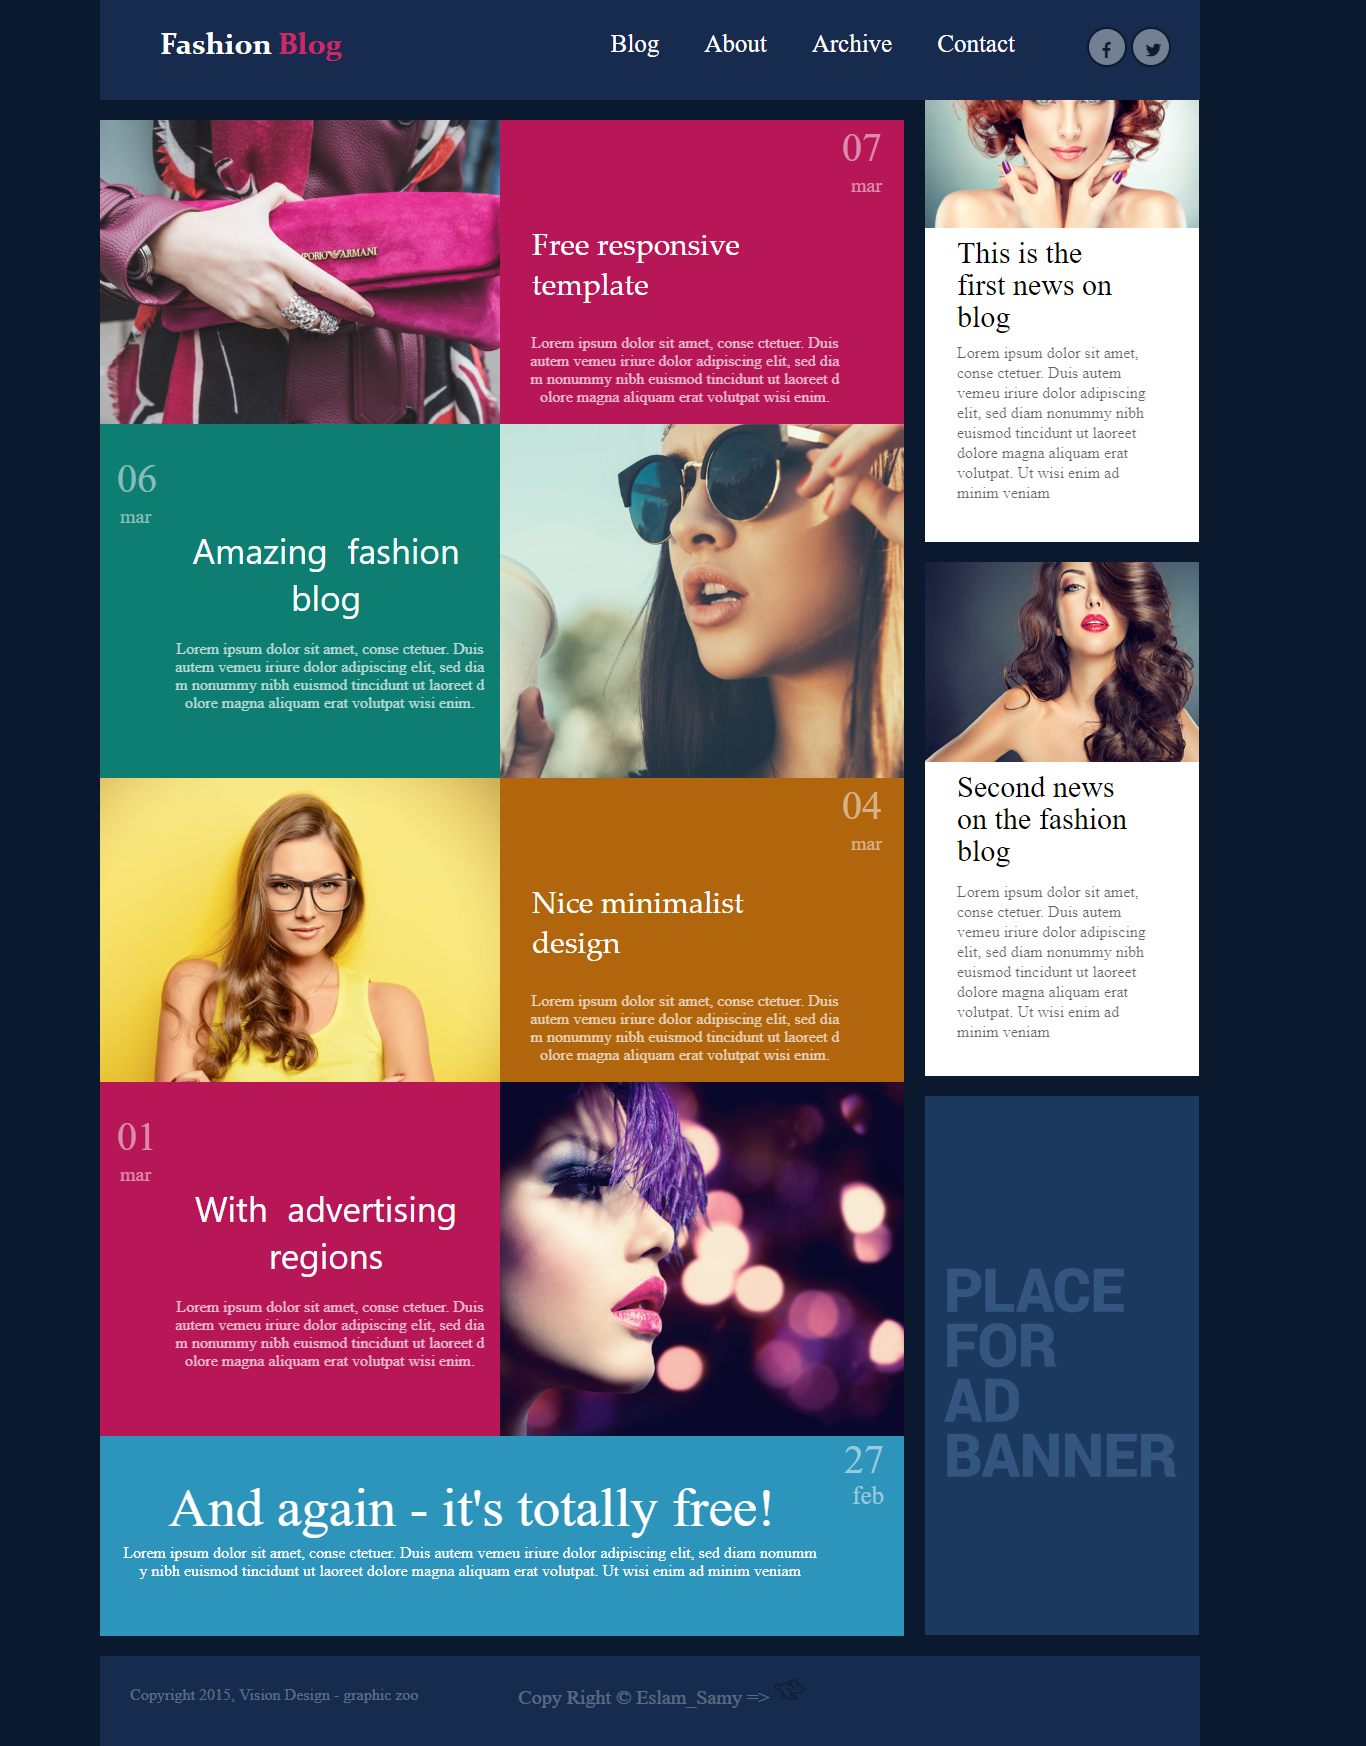 Fashion Blog
Blog About Archive Contact
EMPORIO ARMANI
07
mar
Free responsive
template
Lorem ipsum dolor sit amet, conse ctetuer. Duis
autem vemeu iriure dolor adipiscing elit, sed dia
m nonummy nibh euismod tincidunt ut laoreet d
olore magna aliquam erat volutpat wisi enim.
06
mar
Amazing fashion
blog
Lorem ipsum dolor sit amet, conse ctetuer. Duis
autem vemeu iriure dolor adipiscing elit, sed dia
m nonummy nibh euismod tincidunt ut laoreet d
olore magna aliquam erat volutpat wisi enim.
04
mar
Nice minimalist
design
Lorem ipsum dolor sit amet, conse ctetuer. Duis
autem vemeu iriure dolor adipiscing elit, sed dia
m nonummy nibh euismod tincidunt ut laoreet d
olore magna aliquam erat volutpat wisi enim.
01
mar
With advertising
regions
Lorem ipsum dolor sit amet, conse ctetuer. Duis
autem vemeu iriure dolor adipiscing elit, sed dia
m nonummy nibh euismod tincidunt ut laoreet d
olore magna aliquam erat volutpat wisi enim.
27
feb
And again - it's totally free!
Lorem ipsum dolor sit amet, conse ctetuer. Duis autem vemeu iriure dolor adipiscing elit, sed diam nonumm
y nibh euismod tincidunt ut laoreet dolore magna aliquam erat volutpat. Ut wisi enim ad minim veniam
This is the
first news on
blog
Lorem ipsum dolor sit amet,
conse ctetuer. Duis autem
vemeu iriure dolor adipiscing
elit, sed diam nonummy nibh
euismod tincidunt ut laoreet
dolore magna aliquam erat
volutpat. Ut wisi enim ad
minim veniam
Second news
on the fashion
blog
Lorem ipsum dolor sit amet,
conse ctetuer. Duis autem
vemeu iriure dolor adipiscing
elit, sed diam nonummy nibh
euismod tincidunt ut laoreet
dolore magna aliquam erat
volutpat. Ut wisi enim ad
minim veniam
PLACE
FOR
AD
BANNER
Copyright 2015, Vision Design - graphic zoo
Copy Right © Eslam_Samy =>